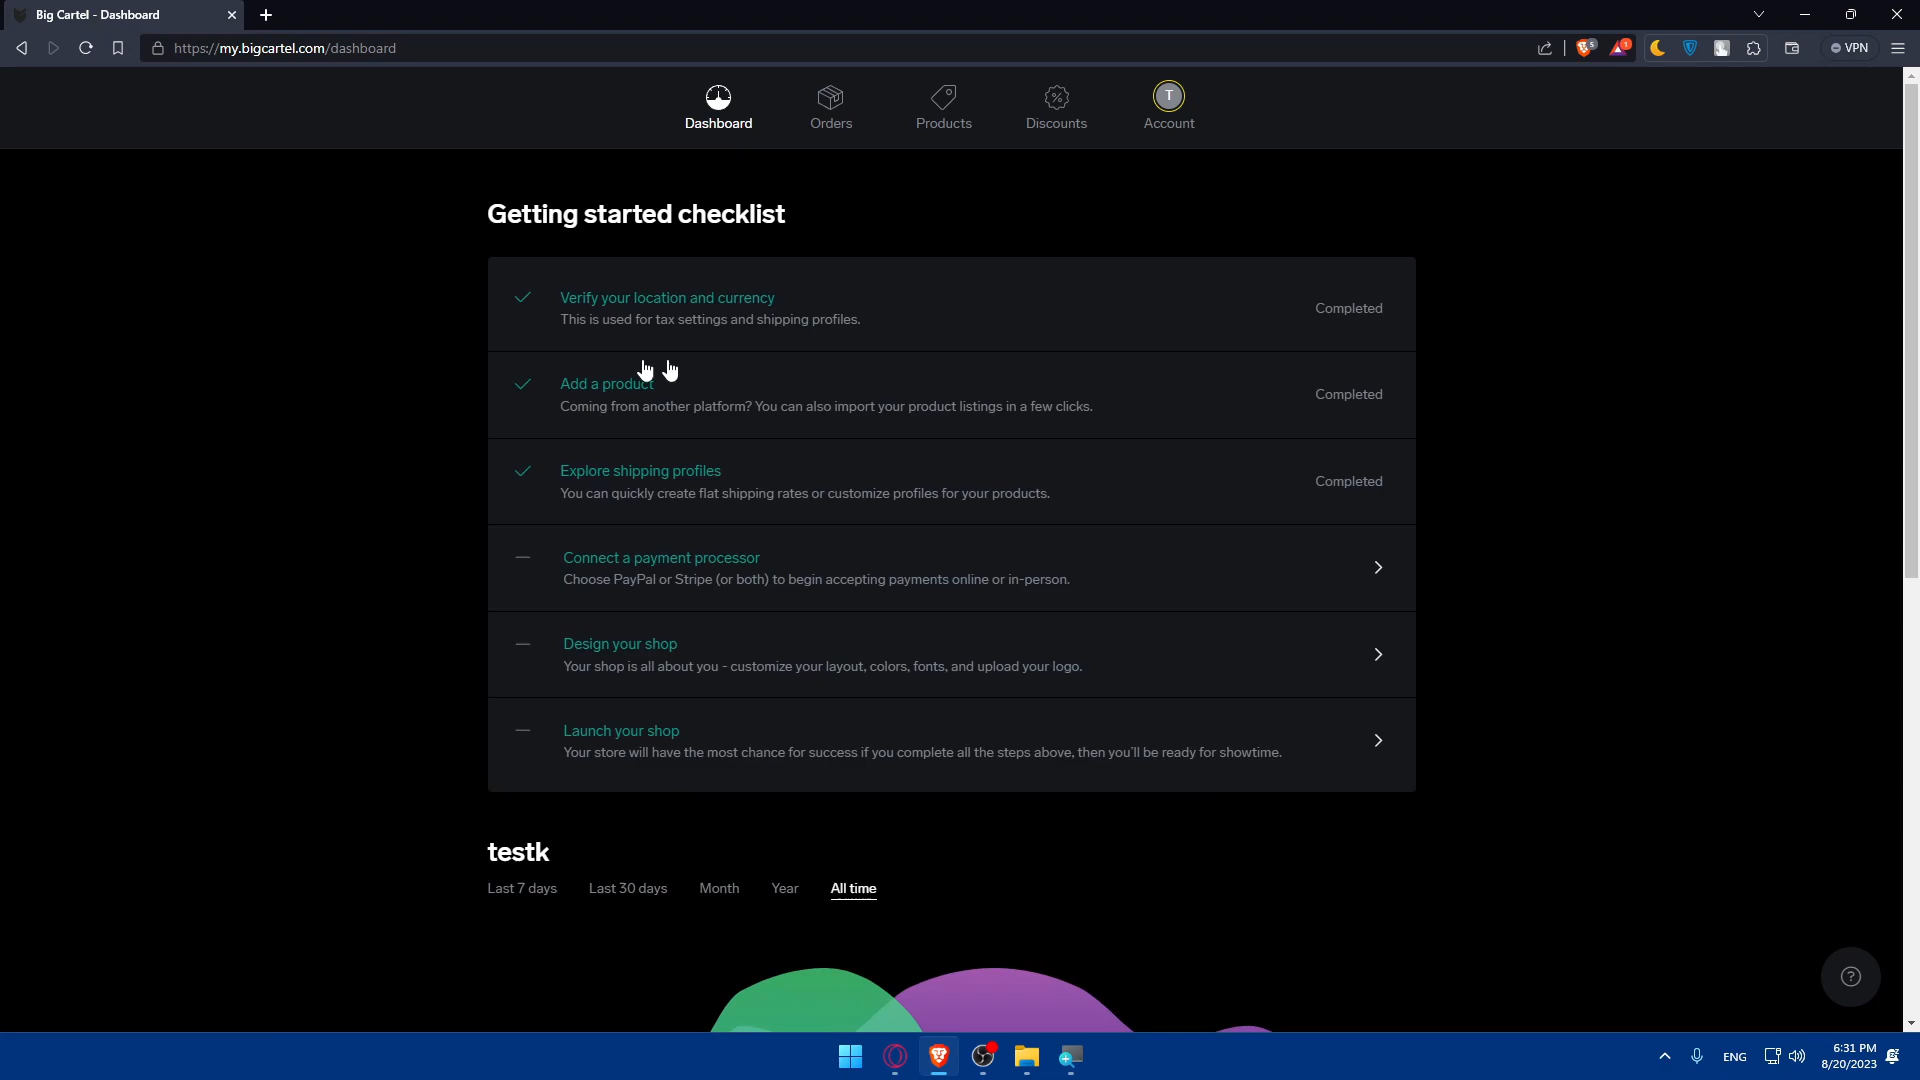 Big Cartel - Dashboard
https://my.bigcartel.com/dashboard
5
1
VPN
Dashboard
Orders
Products
Discounts
T
Account
Getting started checklist
Verify your location and currency
This is used for tax settings and shipping profiles.
Completed
Add a product
Coming from another platform? You can also import your product listings in a few clicks.
Completed
Explore shipping profiles
You can quickly create flat shipping rates or customize profiles for your products.
Completed
Connect a payment processor
Choose PayPal or Stripe (or both) to begin accepting payments online or in-person.
Design your shop
Your shop is all about you - customize your layout, colors, fonts, and upload your logo.
Launch your shop
Your store will have the most chance for success if you complete all the steps above, then you'll be ready for showtime.
testk
Last 7 days Last 30 days Month Year All time
ENG
6:31 PM
8/20/2023